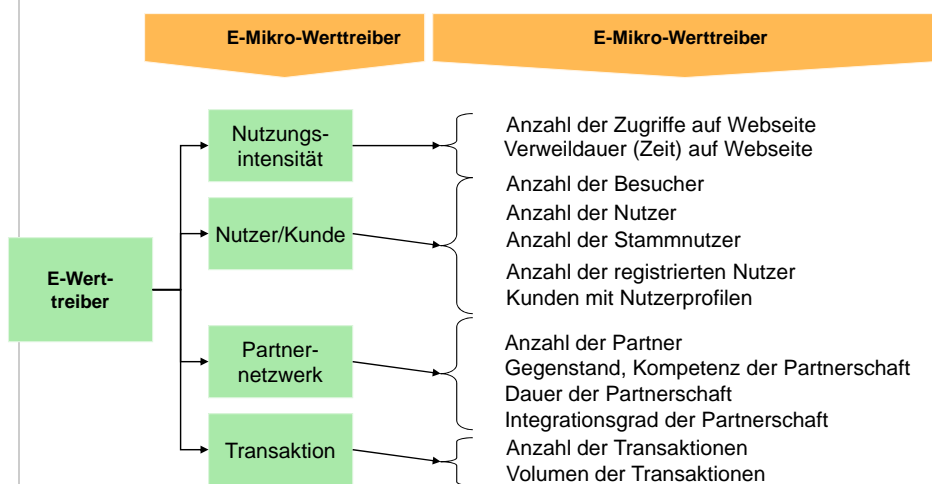 E-Mikro-Werttreiber
E-Mikro-Werttreiber
Nutzungs-
intensität
Anzahl der Zugriffe auf Webseite
Verweildauer (Zeit) auf Webseite
Nutzer/Kunde
Anzahl der Besucher
Anzahl der Nutzer
Anzahl der Stammnutzer
Anzahl der registrierten Nutzer
Kunden mit Nutzerprofilen
E-Wert-
treiber
Partner-
netzwerk
Anzahl der Partner
Gegenstand, Kompetenz der Partnerschaft
Dauer der Partnerschaft
Integrationsgrad der Partnerschaft
Transaktion
Anzahl der Transaktionen
Volumen der Transaktionen